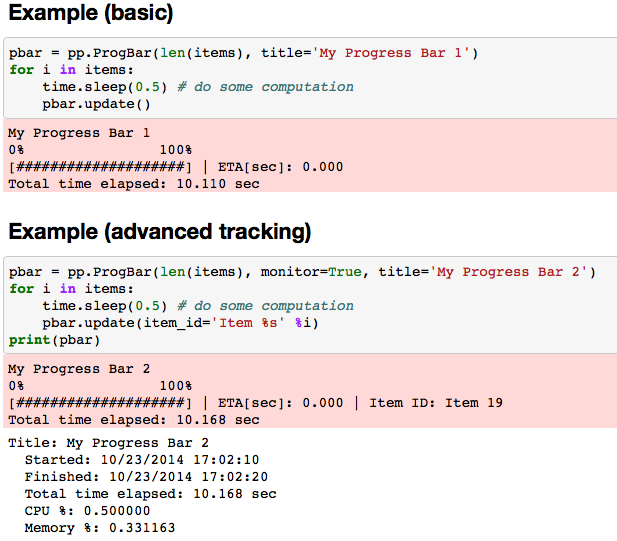 Example (basic)
pbar = pp.ProgBar(len(items), title='My Progress Bar 1')
for i in items:
    time.sleep(0.5) # do some computation
    pbar.update()
My Progress Bar 1
0%                 100%
[####################] | ETA[sec]: 0.000
Total time elapsed: 10.110 sec
Example (advanced tracking)
pbar = pp.ProgBar(len(items), monitor=True, title='My Progress Bar 2')
for i in items:
    time.sleep(0.5) # do some computation
    pbar.update(item_id='Item %s' %i)
print(pbar)
My Progress Bar 2
0%                 100%
[####################] | ETA[sec]: 0.000 | Item ID: Item 19
Total time elapsed: 10.168 sec
Title: My Progress Bar 2
  Started: 10/23/2014 17:02:10
  Finished: 10/23/2014 17:02:20
  Total time elapsed: 10.168 sec
  CPU %: 0.500000
  Memory %: 0.331163